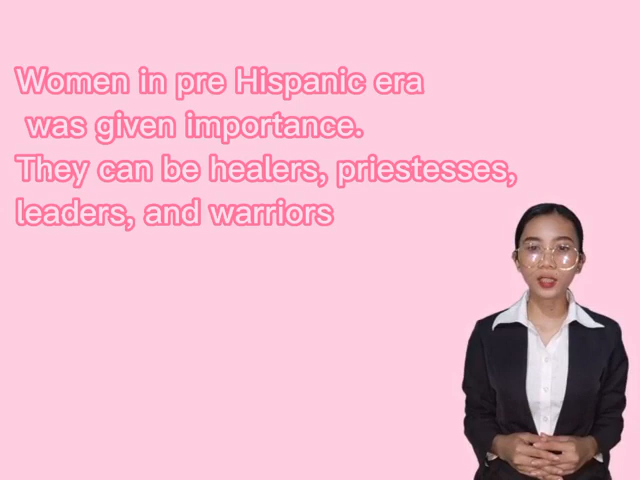 Women in pre Hispanic era
was given importance.
They can be healers, priestesses,
leaders, and warriors